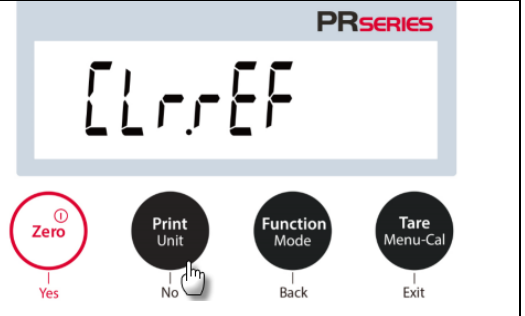 PRSERIES
CLr.rEF
Zero
Print
Unit
Function
Mode
Tare
Menu-Cal
Yes
No
Back
Exit